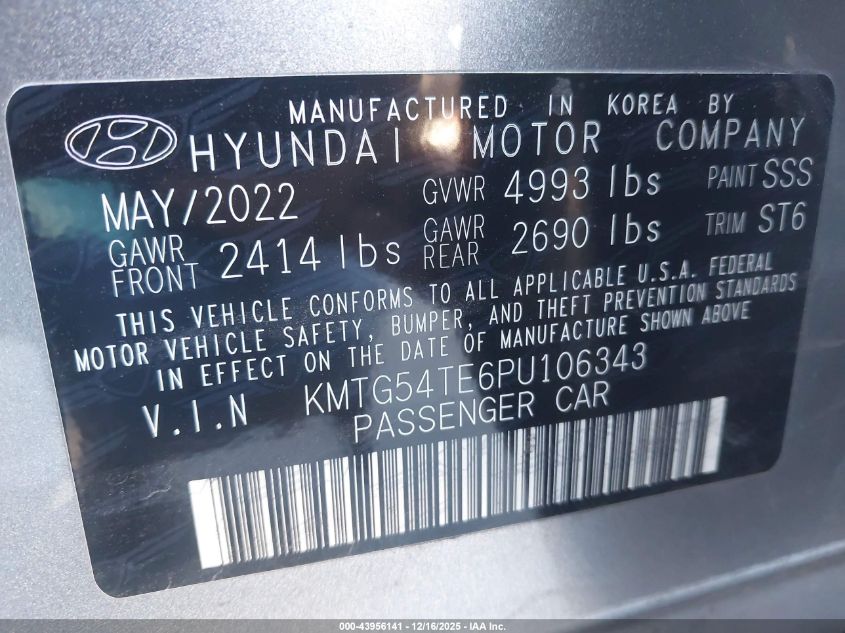 MANUFACTURED IN KOREA BY
HYUNDAI MOTOR COMPANY
MAY/2022 GVWR 4993 lbs PAINT SSS
GAWR FRONT 2414 lbs GAWR REAR 2690 lbs TRIM ST6
THIS VEHICLE CONFORMS TO ALL APPLICABLE U.S.A. FEDERAL
MOTOR VEHICLE SAFETY, BUMPER, AND THEFT PREVENTION STANDARDS
IN EFFECT ON THE DATE OF MANUFACTURE SHOWN ABOVE
V.I.N KMTG54TE6PU106343
PASSENGER CAR
000-43956141 - 12/16/2025 - IAA Inc.